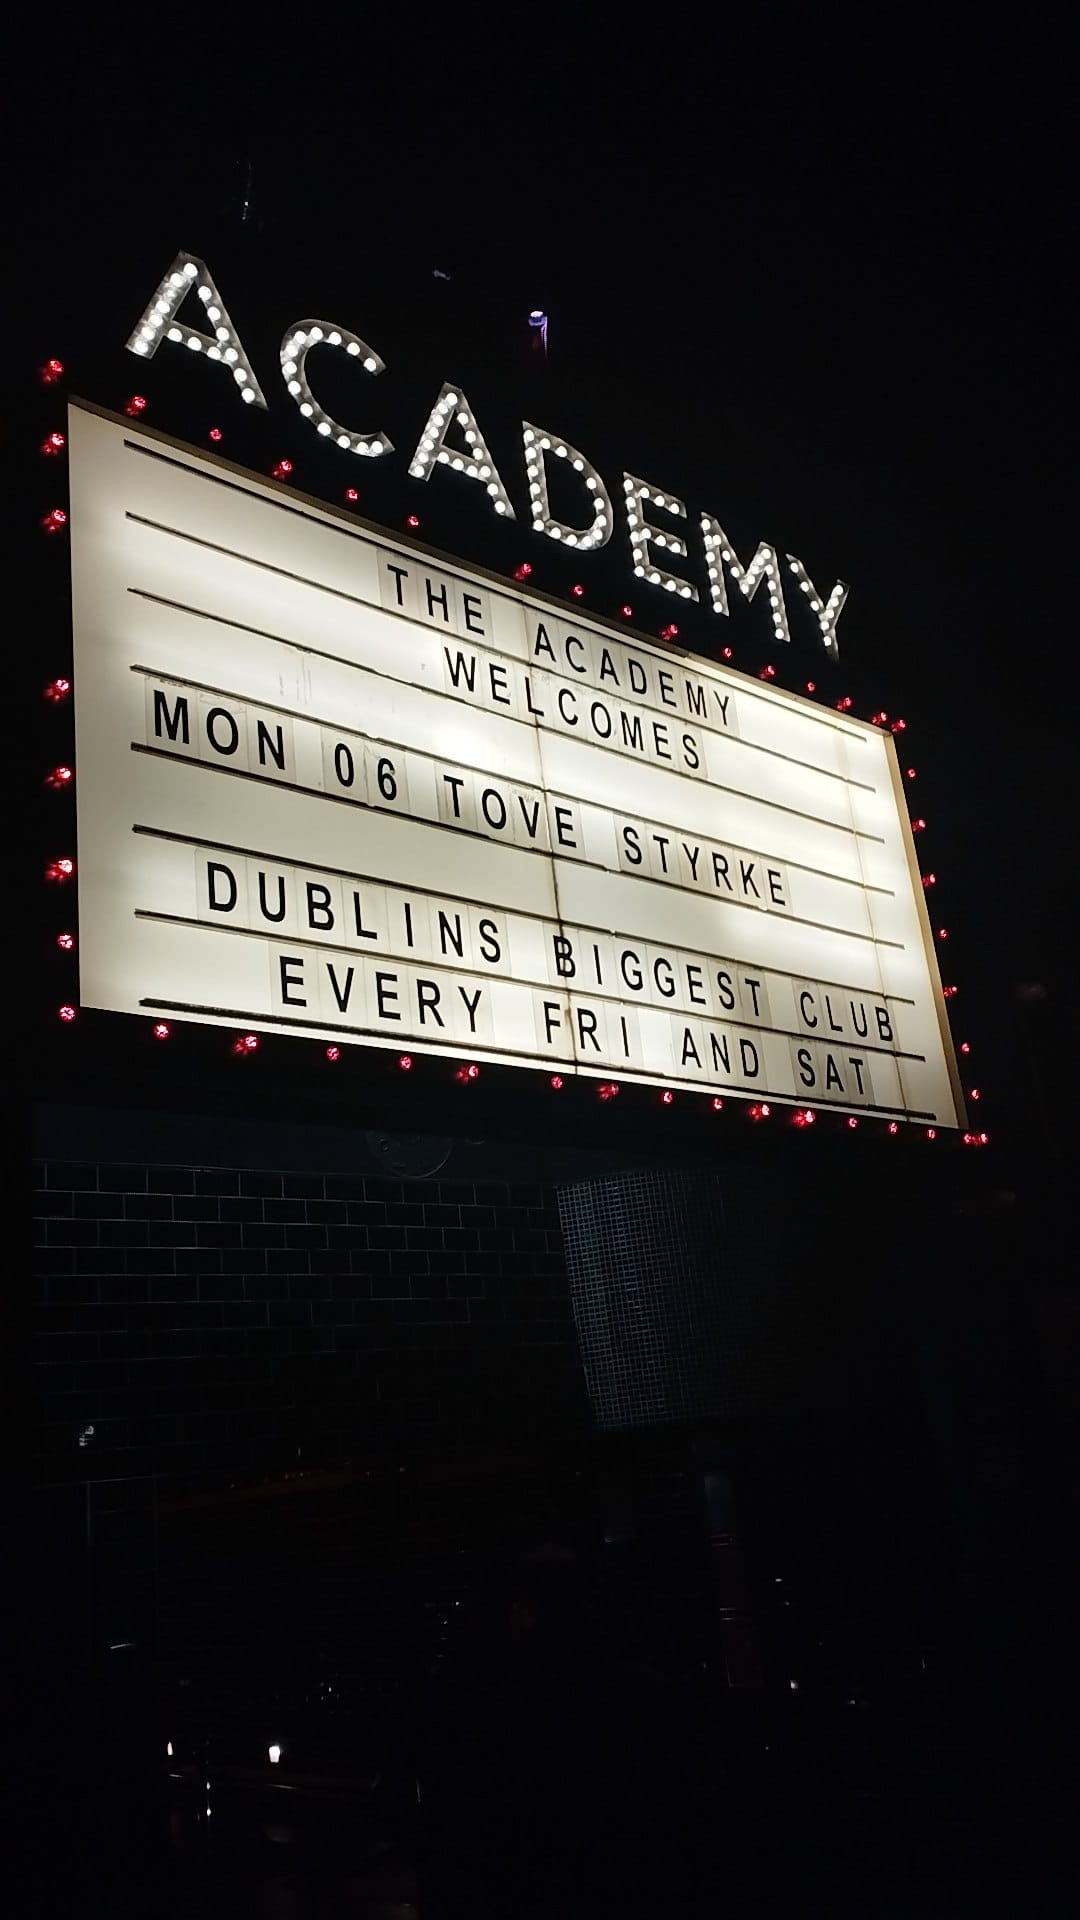 ACADEMY
THE ACADEMY
WELCOMES
MON 06 TOVE STYRKE
DUBLINS BIGGEST CLUB
EVERY FRI AND SAT